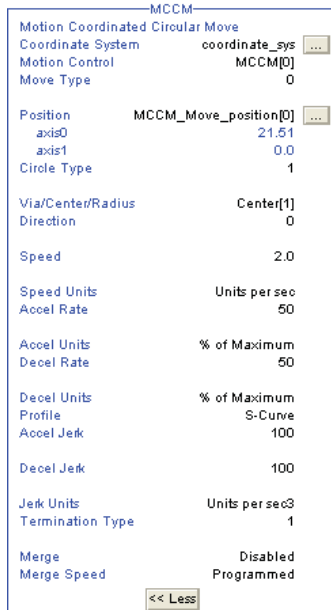 MCCM
Motion Coordinated Circular Move
Coordinate System coordinate_sys ...
Motion Control MCCM[0]
Move Type 0
Position MCCM_Move_position[0] ...
axis0 21.51
axis1 0.0
Circle Type 1
Via/Center/Radius Center[1]
Direction 0
Speed 2.0
Speed Units Units per sec
Accel Rate 50
Accel Units % of Maximum
Decel Rate 50
Decel Units % of Maximum
Profile S-Curve
Accel Jerk 100
Decel Jerk 100
Jerk Units Units per sec3
Termination Type 1
Merge Disabled
Merge Speed Programmed
<< Less